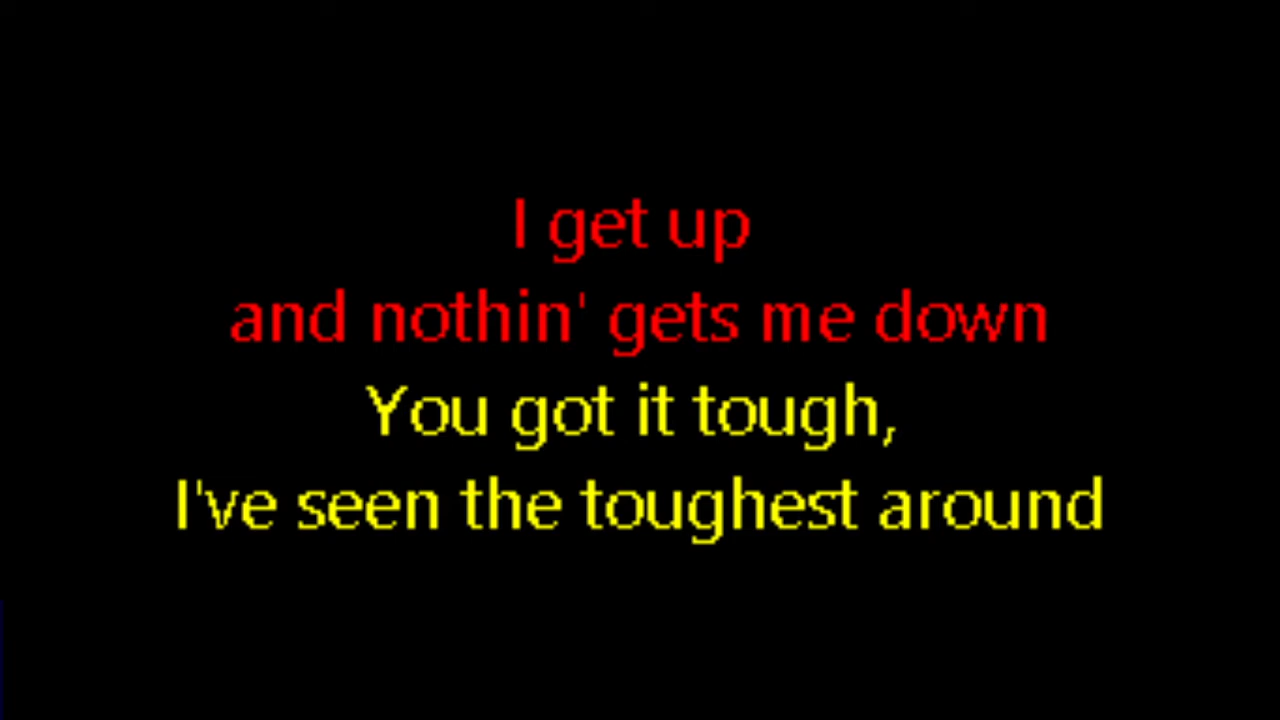 I get up
and nothin' gets me down
You got it tough,
I've seen the toughest around